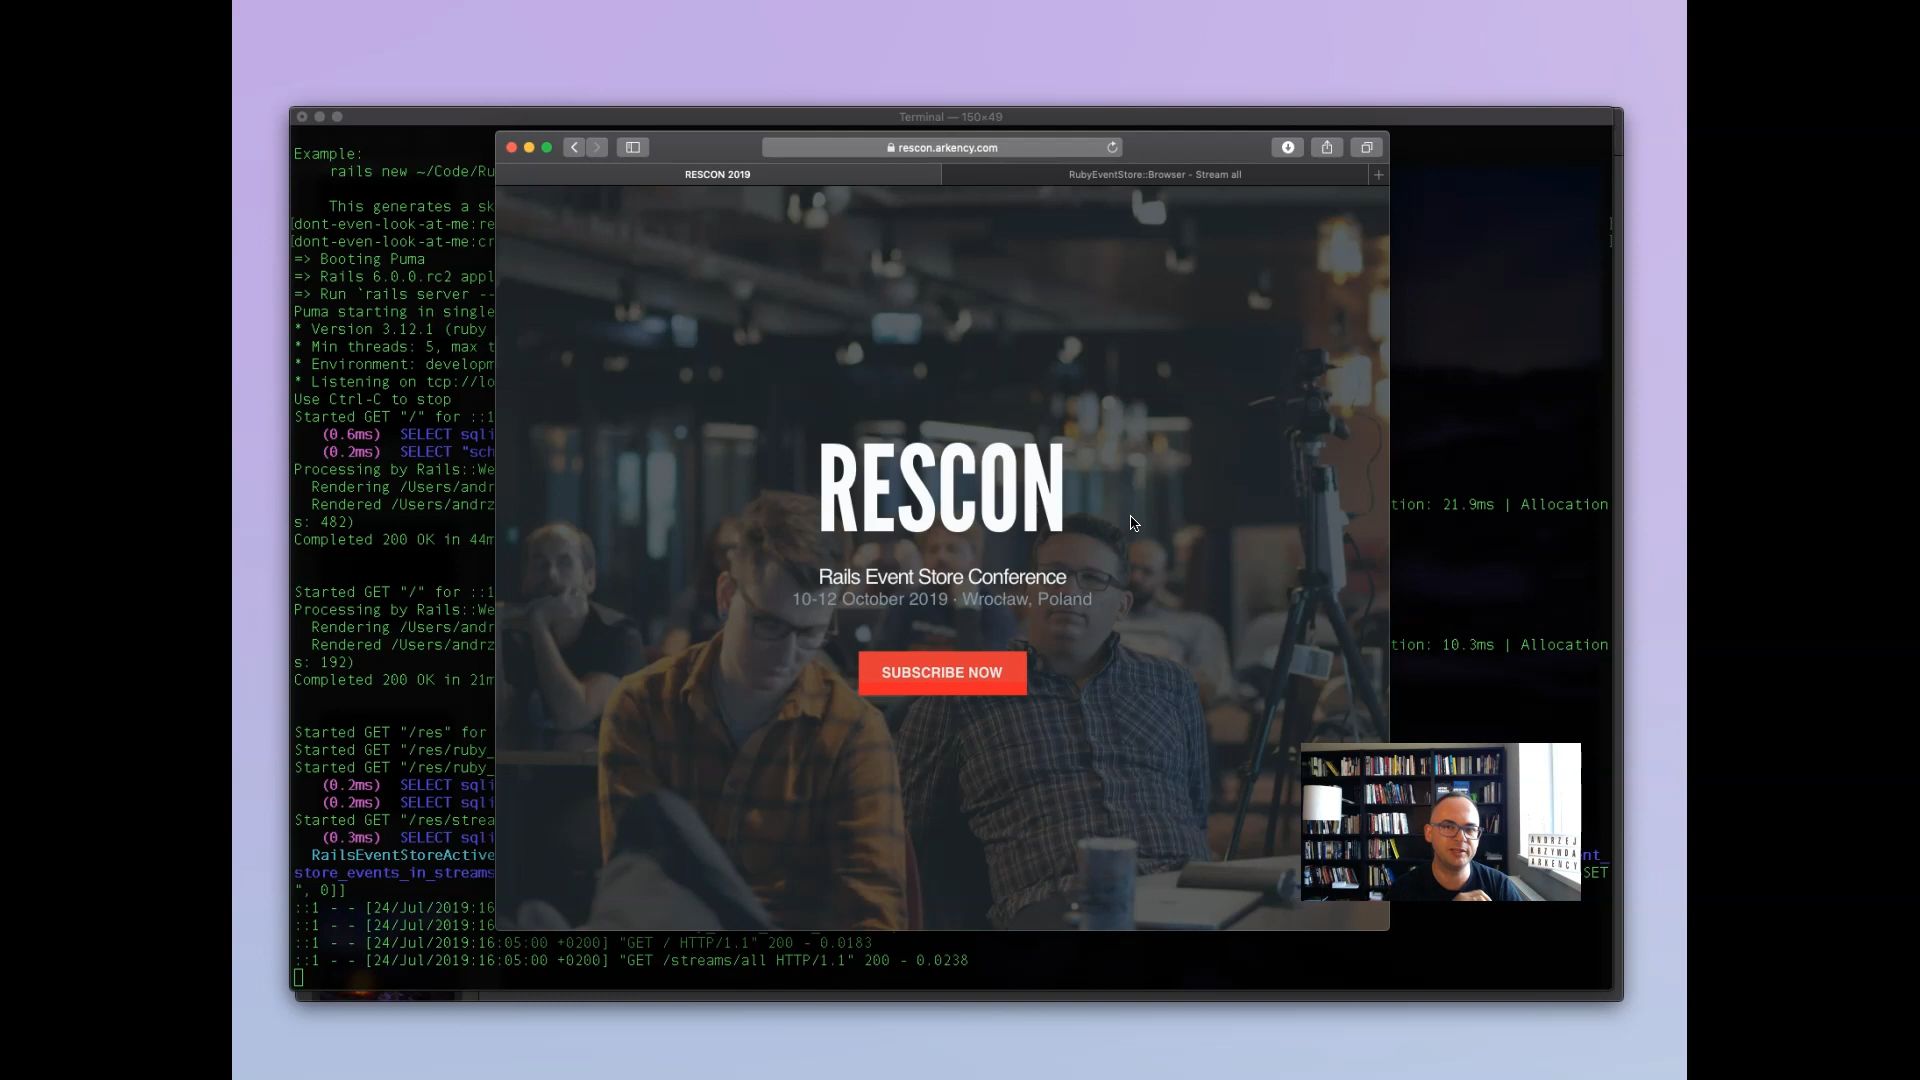 Terminal — 150×49
Example:
rails new ~/Code/Ru
This generates a sk
[dont-even-look-at-me:re
[dont-even-look-at-me:cr
=> Booting Puma
=> Rails 6.0.0.rc2 appl
=> Run `rails server --
Puma starting in single
* Version 3.12.1 (ruby
* Min threads: 5, max t
* Environment: developm
* Listening on tcp://lo
Use Ctrl-C to stop
Started GET "/" for ::1
(0.6ms) SELECT sqli
(0.2ms) SELECT "sch
Processing by Rails::We
Rendering /Users/andr
Rendered /Users/andrz
tion: 21.9ms | Allocation
s: 482)
Completed 200 OK in 44m
Started GET "/" for ::1
Processing by Rails::We
Rendering /Users/andr
Rendered /Users/andrz
tion: 10.3ms | Allocation
s: 192)
Completed 200 OK in 21m
Started GET "/res" for
Started GET "/res/ruby_
Started GET "/res/ruby_
(0.2ms) SELECT sqli
(0.2ms) SELECT sqli
Started GET "/res/strea
(0.3ms) SELECT sqli
RailsEventStoreActive
nt_
store_events_in_streams
SET
", 0]]
::1 - - [24/Jul/2019:16
::1 - - [24/Jul/2019:16
::1 - - [24/Jul/2019:16:05:00 +0200] "GET / HTTP/1.1" 200 - 0.0183
::1 - - [24/Jul/2019:16:05:00 +0200] "GET /streams/all HTTP/1.1" 200 - 0.0238
rescon.arkency.com
RESCON 2019
RubyEventStore::Browser - Stream all
RESCON
Rails Event Store Conference
10-12 October 2019 · Wrocław, Poland
SUBSCRIBE NOW
ANDRZEJ
KRZYWDA
ARKENCY